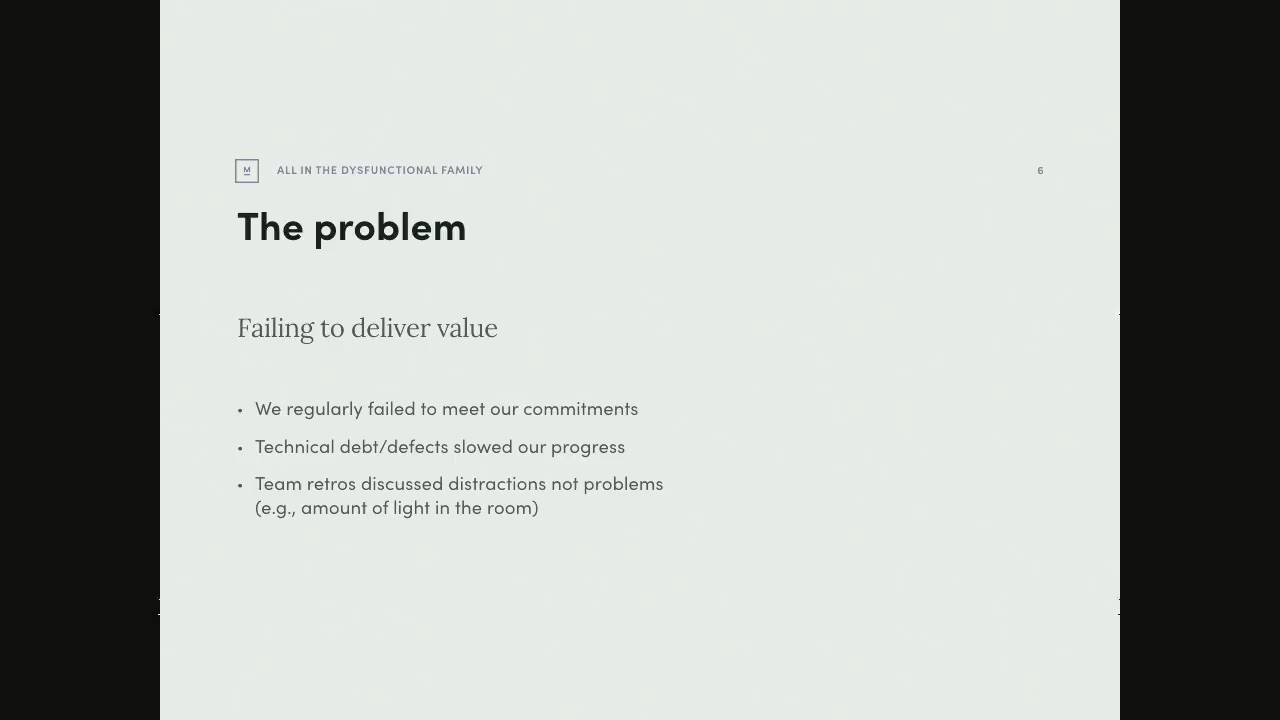 M
ALL IN THE DYSFUNCTIONAL FAMILY
6
The problem
Failing to deliver value
• We regularly failed to meet our commitments
• Technical debt/defects slowed our progress
• Team retros discussed distractions not problems
(e.g., amount of light in the room)